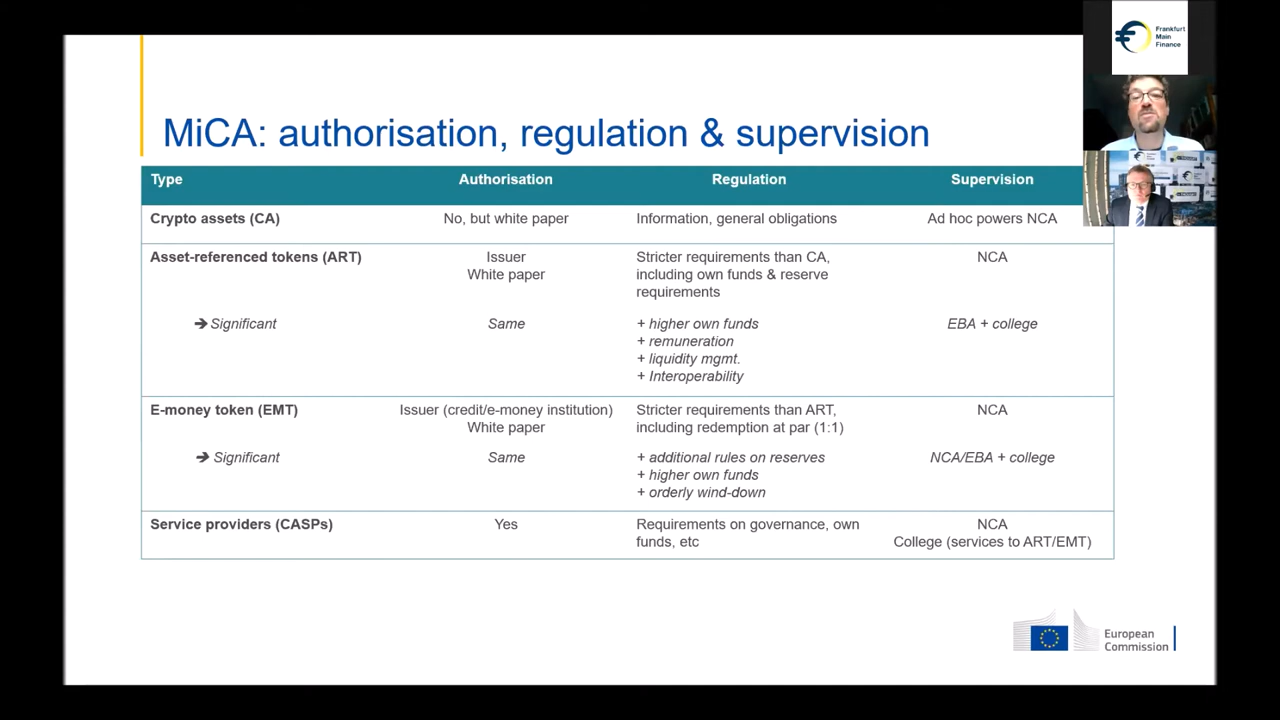 Frankfurt
Main
Finance
MiCA: authorisation, regulation & supervision
Type Authorisation Regulation Supervision
Crypto assets (CA) No, but white paper Information, general obligations Ad hoc powers NCA
Asset-referenced tokens (ART) Issuer Stricter requirements than CA, NCA
White paper including own funds & reserve
requirements
➔ Significant Same + higher own funds EBA + college
+ remuneration
+ liquidity mgmt.
+ Interoperability
E-money token (EMT) Issuer (credit/e-money institution) Stricter requirements than ART, NCA
White paper including redemption at par (1:1)
➔ Significant Same + additional rules on reserves NCA/EBA + college
+ higher own funds
+ orderly wind-down
Service providers (CASPs) Yes Requirements on governance, own NCA
funds, etc College (services to ART/EMT)
European
Commission